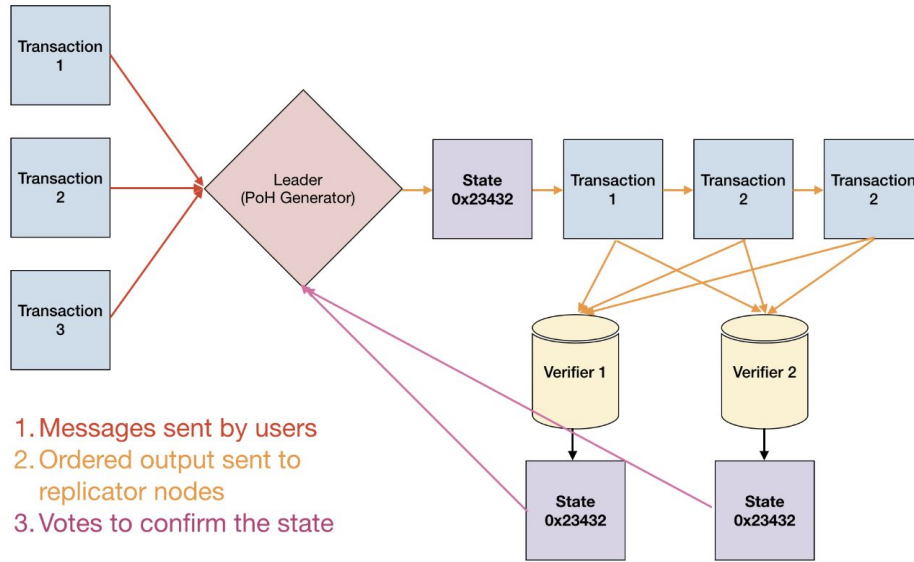 Transaction
1
Transaction
2
Transaction
3
Leader
(PoH Generator)
State
0x23432
Transaction
1
Transaction
2
Transaction
2
Verifier 1
Verifier 2
State
0x23432
State
0x23432
1. Messages sent by users
2. Ordered output sent to
replicator nodes
3. Votes to confirm the state